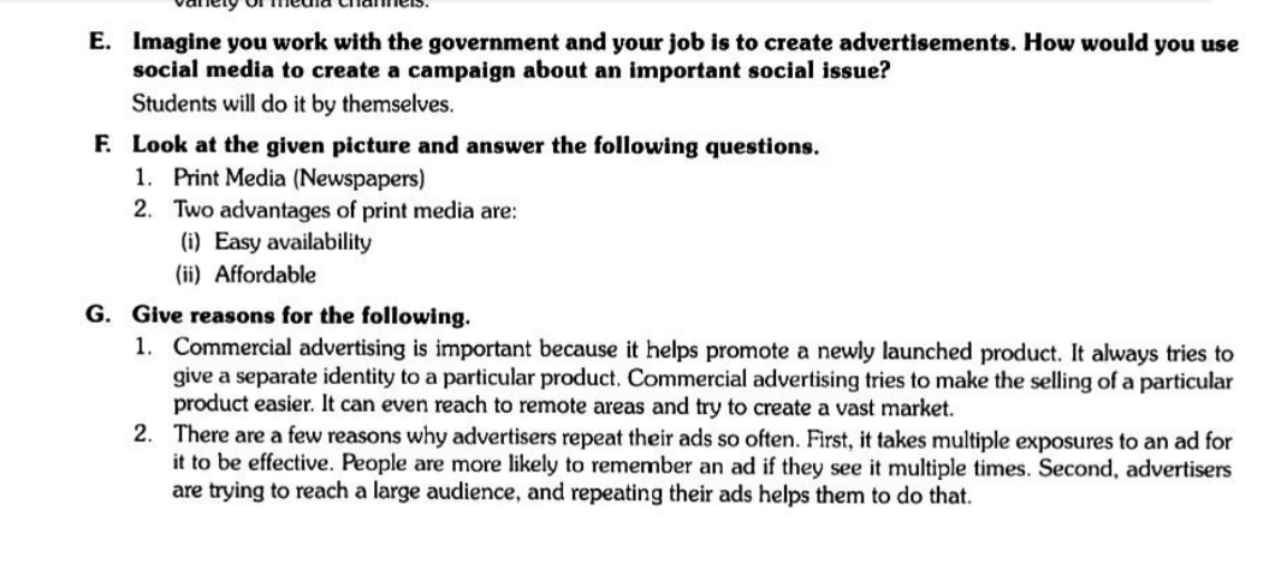 variety of media channels.
E. Imagine you work with the government and your job is to create advertisements. How would you use
social media to create a campaign about an important social issue?
Students will do it by themselves.
F. Look at the given picture and answer the following questions.
1. Print Media (Newspapers)
2. Two advantages of print media are:
(i) Easy availability
(ii) Affordable
G. Give reasons for the following.
1. Commercial advertising is important because it helps promote a newly launched product. It always tries to
give a separate identity to a particular product. Commercial advertising tries to make the selling of a particular
product easier. It can even reach to remote areas and try to create a vast market.
2. There are a few reasons why advertisers repeat their ads so often. First, it takes multiple exposures to an ad for
it to be effective. People are more likely to remember an ad if they see it multiple times. Second, advertisers
are trying to reach a large audience, and repeating their ads helps them to do that.